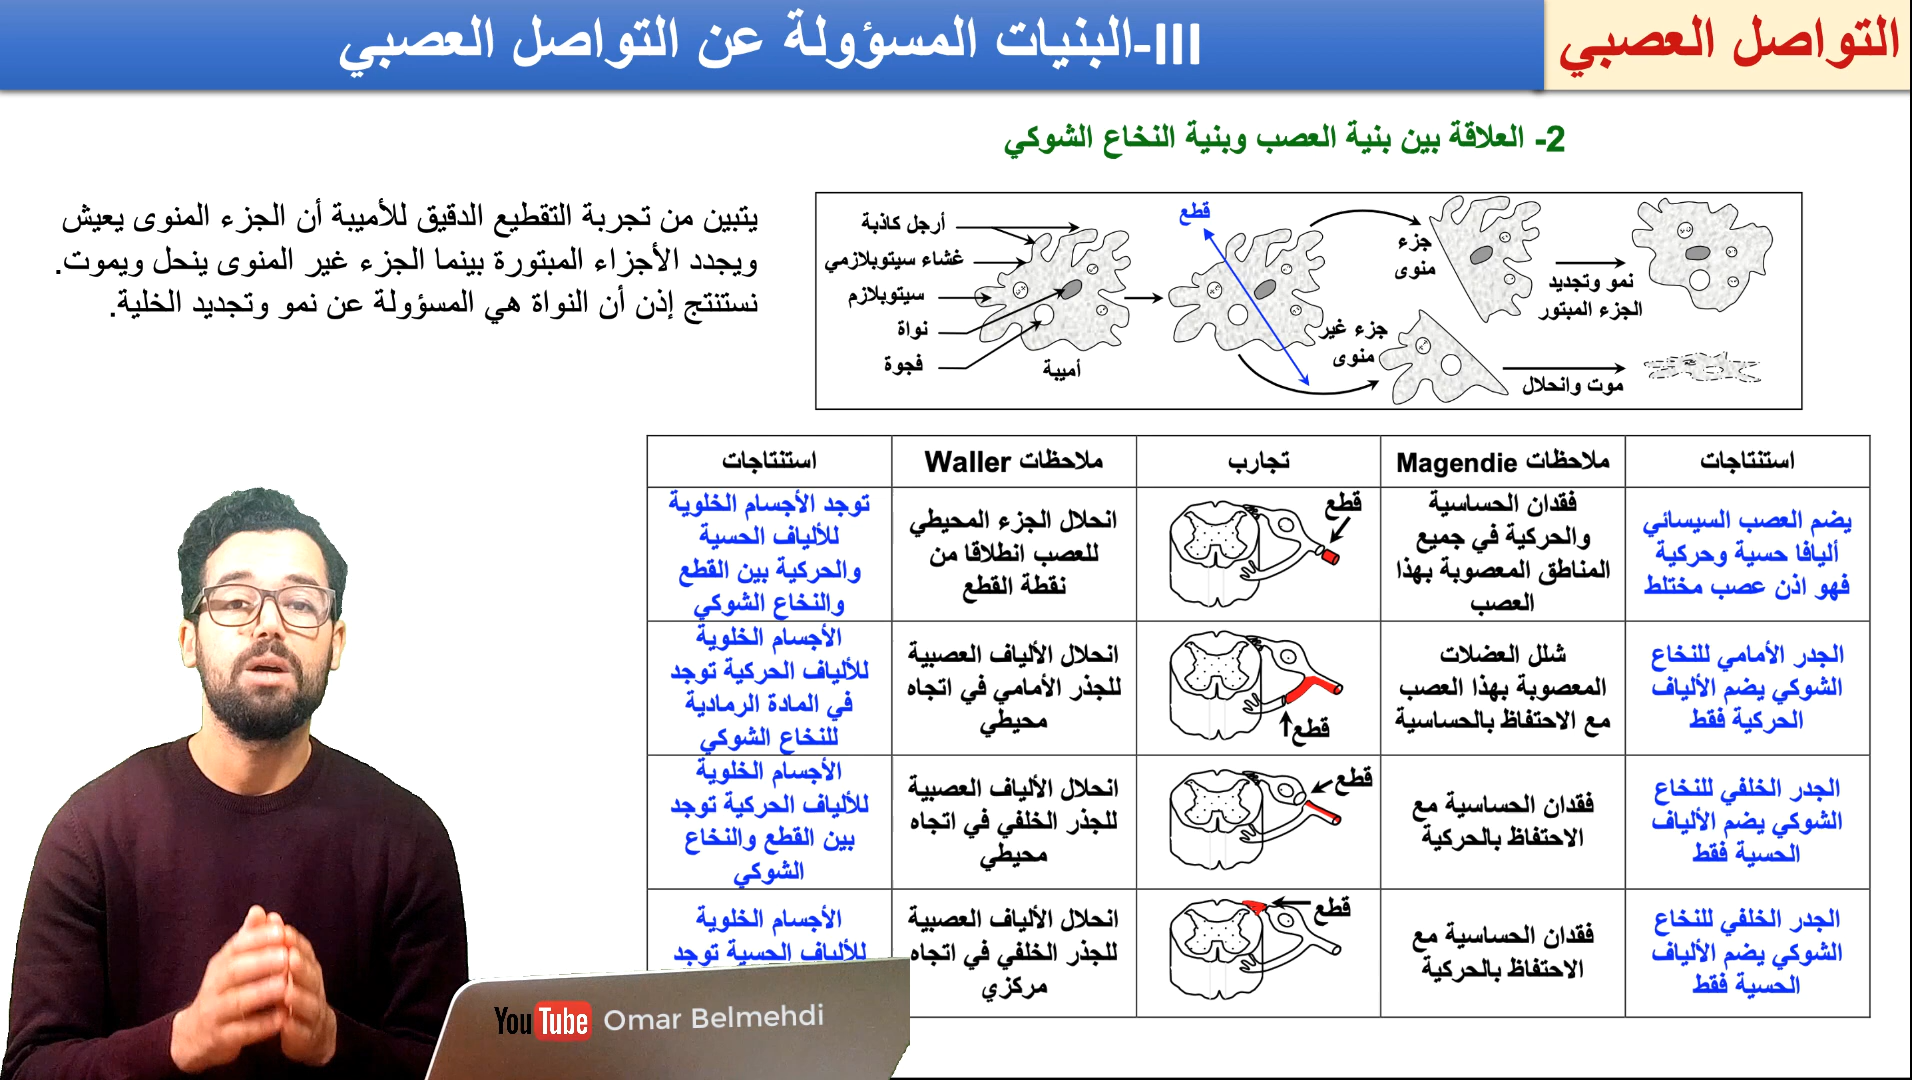 التواصل العصبي
III-البنيات المسؤولة عن التواصل العصبي
2- العلاقة بين بنية العصب وبنية النخاع الشوكي
يتبين من تجربة التقطيع الدقيق للأميبة أن الجزء المنوى يعيش
ويجدد الأجزاء المبتورة بينما الجزء غير المنوى ينحل ويموت.
نستنتج إذن أن النواة هي المسؤولة عن نمو وتجديد الخلية.
أرجل كاذبة
غشاء سيتوبلازمي
سيتوبلازم
نواة
فجوة
أميبة
قطع
جزء
منوى
جزء غير
منوى
نمو وتجديد
الجزء المبتور
موت وانحلال
استنتاجات
ملاحظات Magendie
تجارب
ملاحظات Waller
استنتاجات
يضم العصب السيسائي
أليافا حسية وحركية
فهو اذن عصب مختلط
فقدان الحساسية
والحركية في جميع
المناطق المعصوبة بهذا
العصب
قطع
انحلال الجزء المحيطي
للعصب انطلاقا من
نقطة القطع
توجد الأجسام الخلوية
للألياف الحسية
والحركية بين القطع
والنخاع الشوكي
الجدر الأمامي للنخاع
الشوكي يضم الألياف
الحركية فقط
شلل العضلات
المعصوبة بهذا العصب
مع الاحتفاظ بالحساسية
قطع
انحلال الألياف العصبية
للجذر الأمامي في اتجاه
محيطي
الأجسام الخلوية
للألياف الحركية توجد
في المادة الرمادية
للنخاع الشوكي
الجدر الخلفي للنخاع
الشوكي يضم الألياف
الحسية فقط
فقدان الحساسية مع
الاحتفاظ بالحركية
قطع
انحلال الألياف العصبية
للجذر الخلفي في اتجاه
محيطي
الأجسام الخلوية
للألياف الحركية توجد
بين القطع والنخاع
الشوكي
الجدر الخلفي للنخاع
الشوكي يضم الألياف
الحسية فقط
فقدان الحساسية مع
الاحتفاظ بالحركية
قطع
انحلال الألياف العصبية
للجذر الخلفي في اتجاه
مركزي
الأجسام الخلوية
للألياف الحسية توجد
YouTube Omar Belmehdi